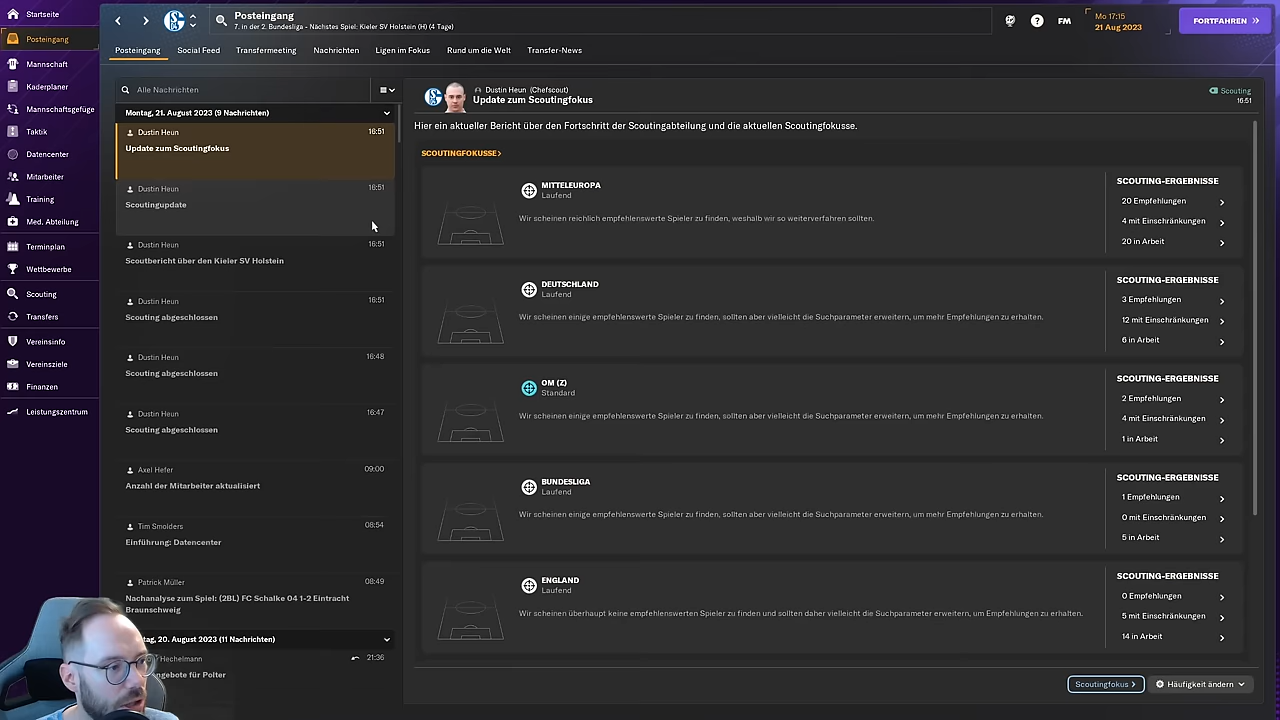 Startseite
Posteingang
Mannschaft
Kaderplaner
Mannschaftsgefüge
Taktik
Datencenter
Mitarbeiter
Training
Med. Abteilung
Terminplan
Wettbewerbe
Scouting
Transfers
Vereinsinfo
Vereinsziele
Finanzen
Leistungszentrum
Posteingang
7. in der 2. Bundesliga - Nächstes Spiel: Kieler SV Holstein (H) (4 Tage)
FM
Mo 17:15
21 Aug 2023
FORTFAHREN
Posteingang Social Feed Transfermeeting Nachrichten Ligen im Fokus Rund um die Welt Transfer-News
Alle Nachrichten
Montag, 21. August 2023 (9 Nachrichten)
Dustin Heun 16:51
Update zum Scoutingfokus
Dustin Heun 16:51
Scoutingupdate
Dustin Heun 16:51
Scoutbericht über den Kieler SV Holstein
Dustin Heun 16:51
Scouting abgeschlossen
Dustin Heun 16:48
Scouting abgeschlossen
Dustin Heun 16:47
Scouting abgeschlossen
Axel Hefer 09:00
Anzahl der Mitarbeiter aktualisiert
Tim Smolders 08:54
Einführung: Datencenter
Patrick Müller 08:49
Nachanalyse zum Spiel: (2BL) FC Schalke 04 1-2 Eintracht
Braunschweig
tag, 20. August 2023 (11 Nachrichten)
Hechelmann 21:36
ngebote für Polter
Dustin Heun (Chefscout)
Update zum Scoutingfokus
Scouting
16:51
Hier ein aktueller Bericht über den Fortschritt der Scoutingabteilung und die aktuellen Scoutingfokusse.
SCOUTINGFOKUSSE>
MITTELEUROPA
Laufend
Wir scheinen reichlich empfehlenswerte Spieler zu finden, weshalb wir so weiterverfahren sollten.
SCOUTING-ERGEBNISSE
20 Empfehlungen
4 mit Einschränkungen
20 in Arbeit
DEUTSCHLAND
Laufend
Wir scheinen einige empfehlenswerte Spieler zu finden, sollten aber vielleicht die Suchparameter erweitern, um mehr Empfehlungen zu erhalten.
SCOUTING-ERGEBNISSE
3 Empfehlungen
12 mit Einschränkungen
6 in Arbeit
OM (Z)
Standard
Wir scheinen einige empfehlenswerte Spieler zu finden, sollten aber vielleicht die Suchparameter erweitern, um mehr Empfehlungen zu erhalten.
SCOUTING-ERGEBNISSE
2 Empfehlungen
4 mit Einschränkungen
1 in Arbeit
BUNDESLIGA
Laufend
Wir scheinen einige empfehlenswerte Spieler zu finden, sollten aber vielleicht die Suchparameter erweitern, um mehr Empfehlungen zu erhalten.
SCOUTING-ERGEBNISSE
1 Empfehlungen
0 mit Einschränkungen
5 in Arbeit
ENGLAND
Laufend
Wir scheinen überhaupt keine empfehlenswerten Spieler zu finden und sollten daher vielleicht die Suchparameter erweitern, um Empfehlungen zu erhalten.
SCOUTING-ERGEBNISSE
0 Empfehlungen
5 mit Einschränkungen
14 in Arbeit
Scoutingfokus >
Häufigkeit ändern